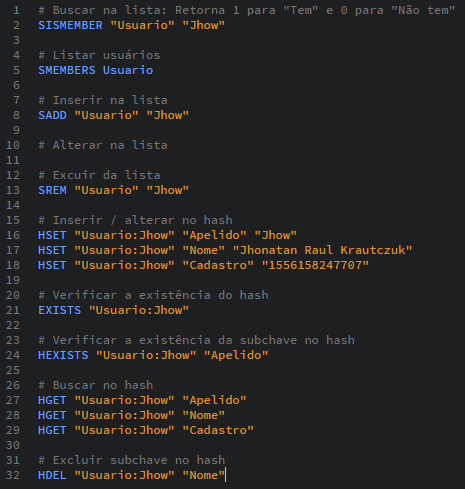 1 # Buscar na lista: Retorna 1 para "Tem" e 0 para "Não tem"
2 SISMEMBER "Usuario" "Jhow"
3
4 # Listar usuários
5 SMEMBERS Usuario
6
7 # Inserir na lista
8 SADD "Usuario" "Jhow"
9
10 # Alterar na lista
11
12 # Excuir da lista
13 SREM "Usuario" "Jhow"
14
15 # Inserir / alterar no hash
16 HSET "Usuario:Jhow" "Apelido" "Jhow"
17 HSET "Usuario:Jhow" "Nome" "Jhonatan Raul Krautczuk"
18 HSET "Usuario:Jhow" "Cadastro" "1556158247707"
19
20 # Verificar a existência do hash
21 EXISTS "Usuario:Jhow"
22
23 # Verificar a existência da subchave no hash
24 HEXISTS "Usuario:Jhow" "Apelido"
25
26 # Buscar no hash
27 HGET "Usuario:Jhow" "Apelido"
28 HGET "Usuario:Jhow" "Nome"
29 HGET "Usuario:Jhow" "Cadastro"
30
31 # Excluir subchave no hash
32 HDEL "Usuario:Jhow" "Nome"